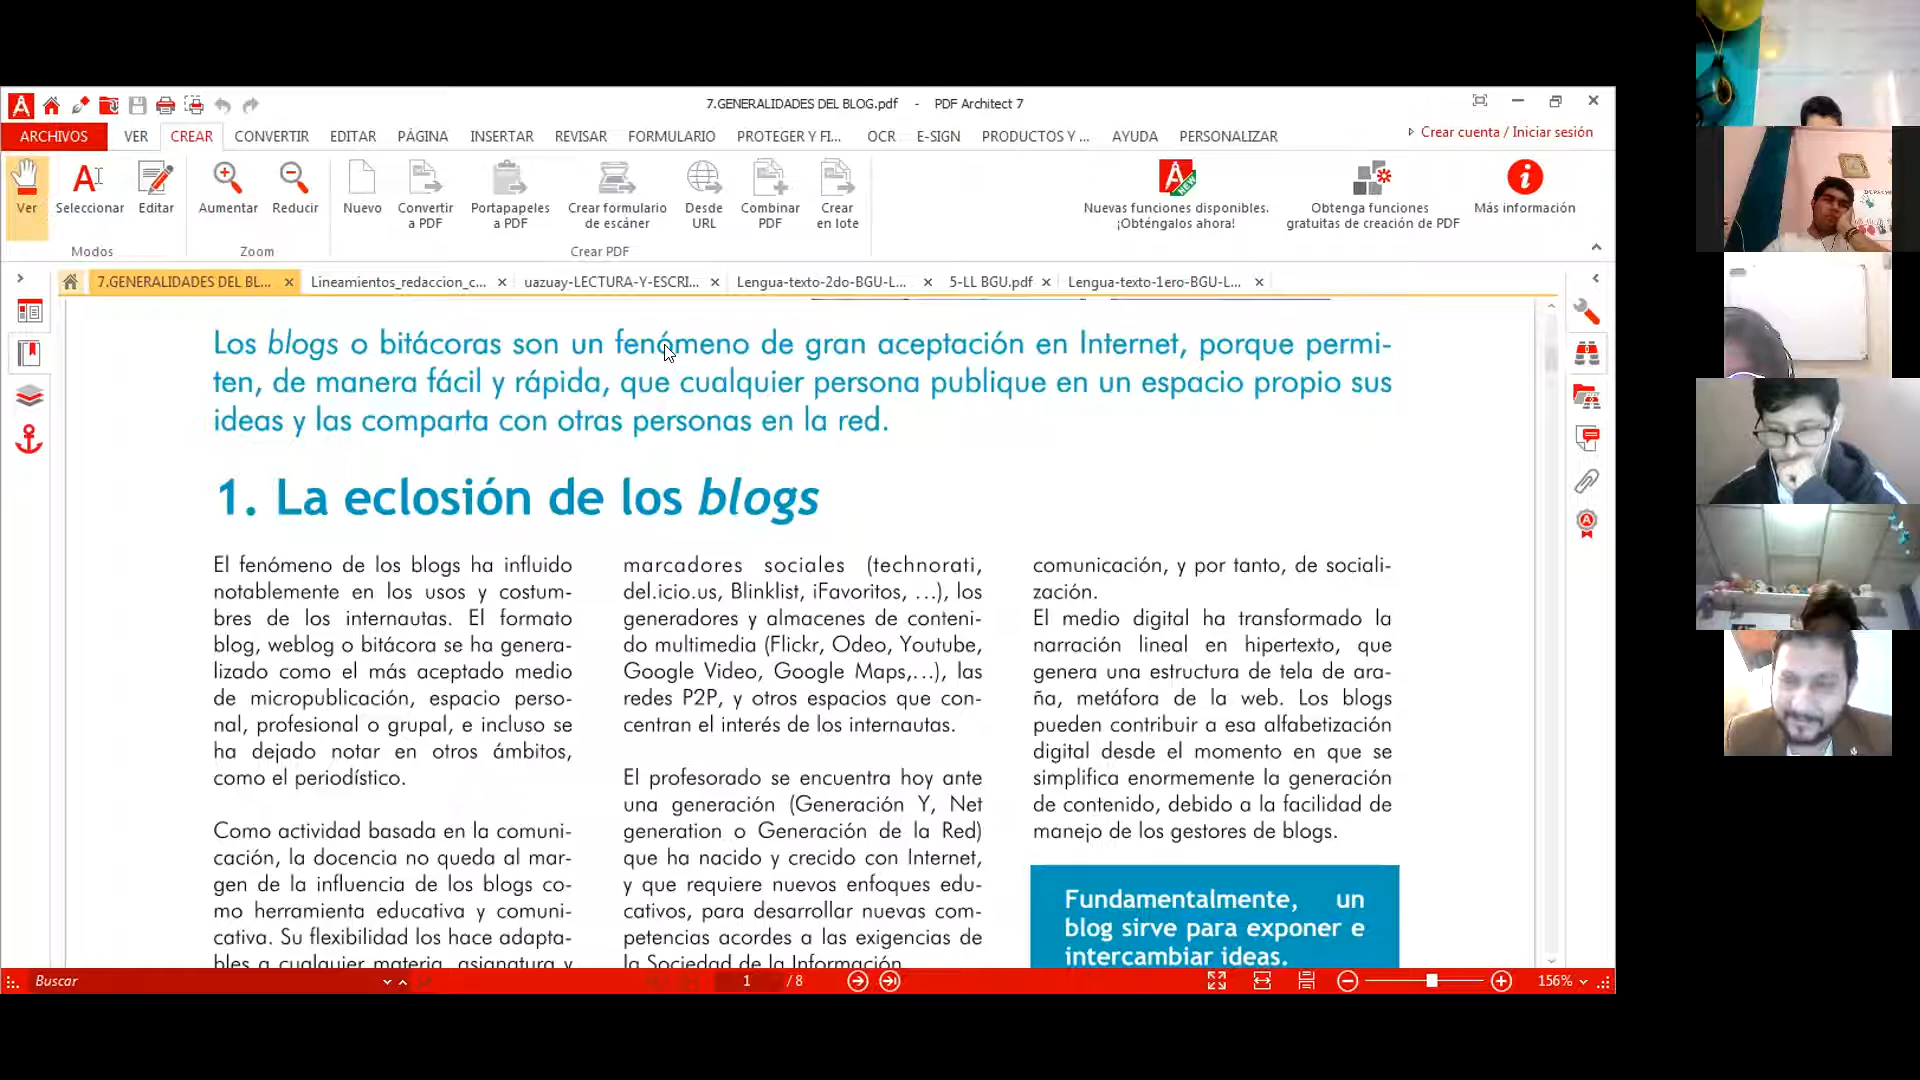 7.GENERALIDADES DEL BLOG.pdf - PDF Architect 7
ARCHIVOS VER CREAR CONVERTIR EDITAR PÁGINA INSERTAR REVISAR FORMULARIO PROTEGER Y FI... OCR E-SIGN PRODUCTOS Y ... AYUDA PERSONALIZAR Crear cuenta / Iniciar sesión
Ver Seleccionar Editar Aumentar Reducir Nuevo Convertir a PDF Portapapeles a PDF Crear formulario de escáner Desde URL Combinar PDF Crear en lote Nuevas funciones disponibles. ¡Obténgalos ahora! Obtenga funciones gratuitas de creación de PDF Más información
Modos Zoom Crear PDF
7.GENERALIDADES DEL BL... Lineamientos_redaccion_c... uazuay-LECTURA-Y-ESCRI... Lengua-texto-2do-BGU-L... 5-LL BGU.pdf Lengua-texto-1ero-BGU-L...
Los blogs o bitácoras son un fenómeno de gran aceptación en Internet, porque permi-
ten, de manera fácil y rápida, que cualquier persona publique en un espacio propio sus
ideas y las comparta con otras personas en la red.
1. La eclosión de los blogs
El fenómeno de los blogs ha influido
notablemente en los usos y costum-
bres de los internautas. El formato
blog, weblog o bitácora se ha genera-
lizado como el más aceptado medio
de micropublicación, espacio perso-
nal, profesional o grupal, e incluso se
ha dejado notar en otros ámbitos,
como el periodístico.
Como actividad basada en la comuni-
cación, la docencia no queda al mar-
gen de la influencia de los blogs co-
mo herramienta educativa y comuni-
cativa. Su flexibilidad los hace adapta-
bles a cualquier materia, asignatura y
marcadores sociales (technorati,
del.icio.us, Blinklist, iFavoritos, ...), los
generadores y almacenes de conteni-
do multimedia (Flickr, Odeo, Youtube,
Google Video, Google Maps,...), las
redes P2P, y otros espacios que con-
centran el interés de los internautas.
El profesorado se encuentra hoy ante
una generación (Generación Y, Net
generation o Generación de la Red)
que ha nacido y crecido con Internet,
y que requiere nuevos enfoques edu-
cativos, para desarrollar nuevas com-
petencias acordes a las exigencias de
la Sociedad de la Información.
comunicación, y por tanto, de sociali-
zación.
El medio digital ha transformado la
narración lineal en hipertexto, que
genera una estructura de tela de ara-
ña, metáfora de la web. Los blogs
pueden contribuir a esa alfabetización
digital desde el momento en que se
simplifica enormemente la generación
de contenido, debido a la facilidad de
manejo de los gestores de blogs.
Fundamentalmente, un
blog sirve para exponer e
intercambiar ideas.
Buscar 1 / 8 156%